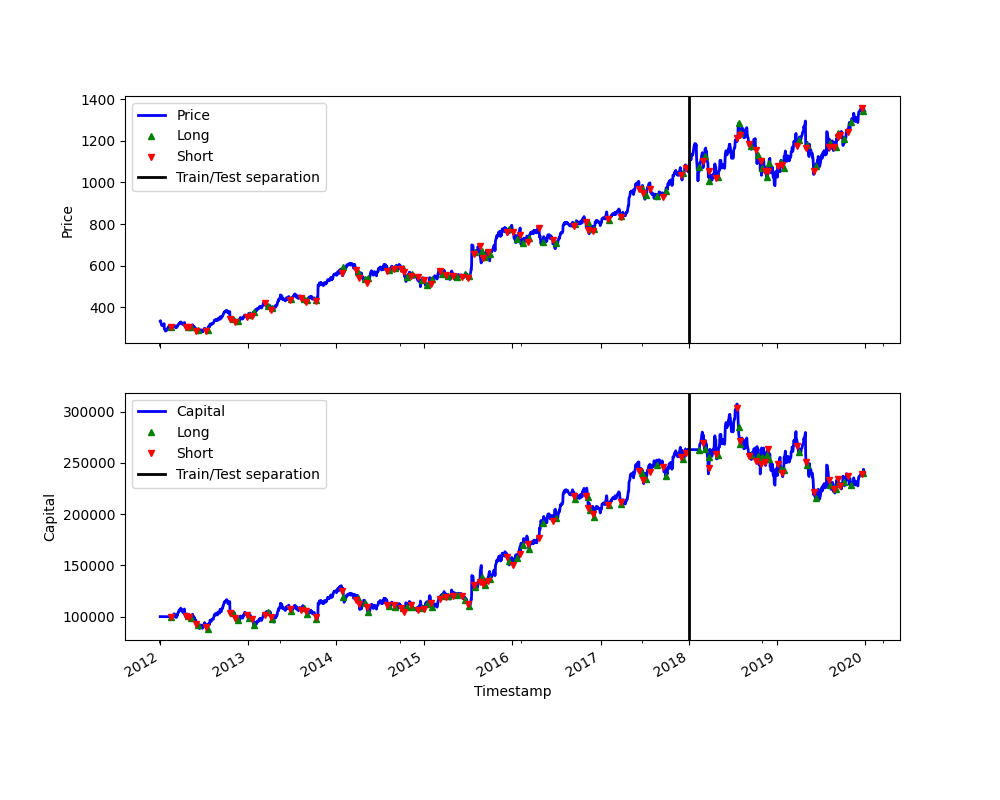 1400
1200
1000
800
600
400
Price
Price
Long
Short
Train/Test separation
300000
250000
200000
150000
100000
Capital
Capital
Long
Short
Train/Test separation
2012 2013 2014 2015 2016 2017 2018 2019 2020
Timestamp